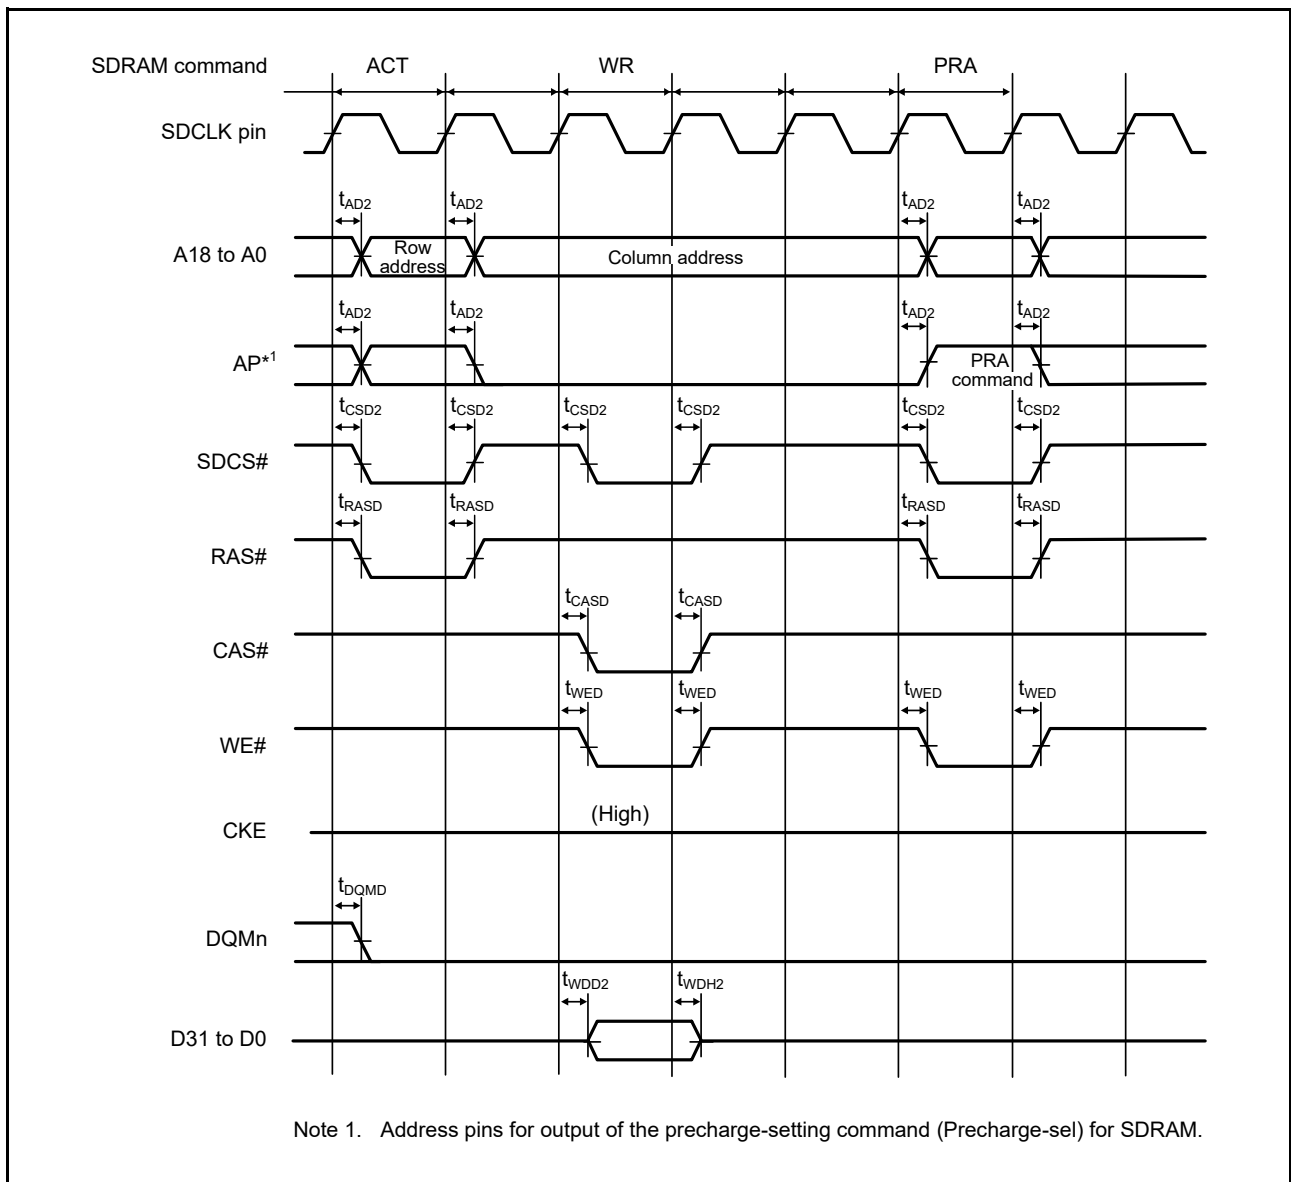 SDRAM command ACT WR PRA
SDCLK pin
tAD2 tAD2 tAD2 tAD2
A18 to A0 Row address Column address
tAD2 tAD2 tAD2 tAD2
AP*1 PRA command
tCSD2 tCSD2 tCSD2 tCSD2 tCSD2 tCSD2
SDCS#
tRASD tRASD tRASD tRASD
RAS#
tCASD tCASD
CAS#
tWED tWED tWED tWED
WE#
(High)
CKE
tDQMD
DQMn
tWDD2 tWDH2
D31 to D0
Note 1. Address pins for output of the precharge-setting command (Precharge-sel) for SDRAM.